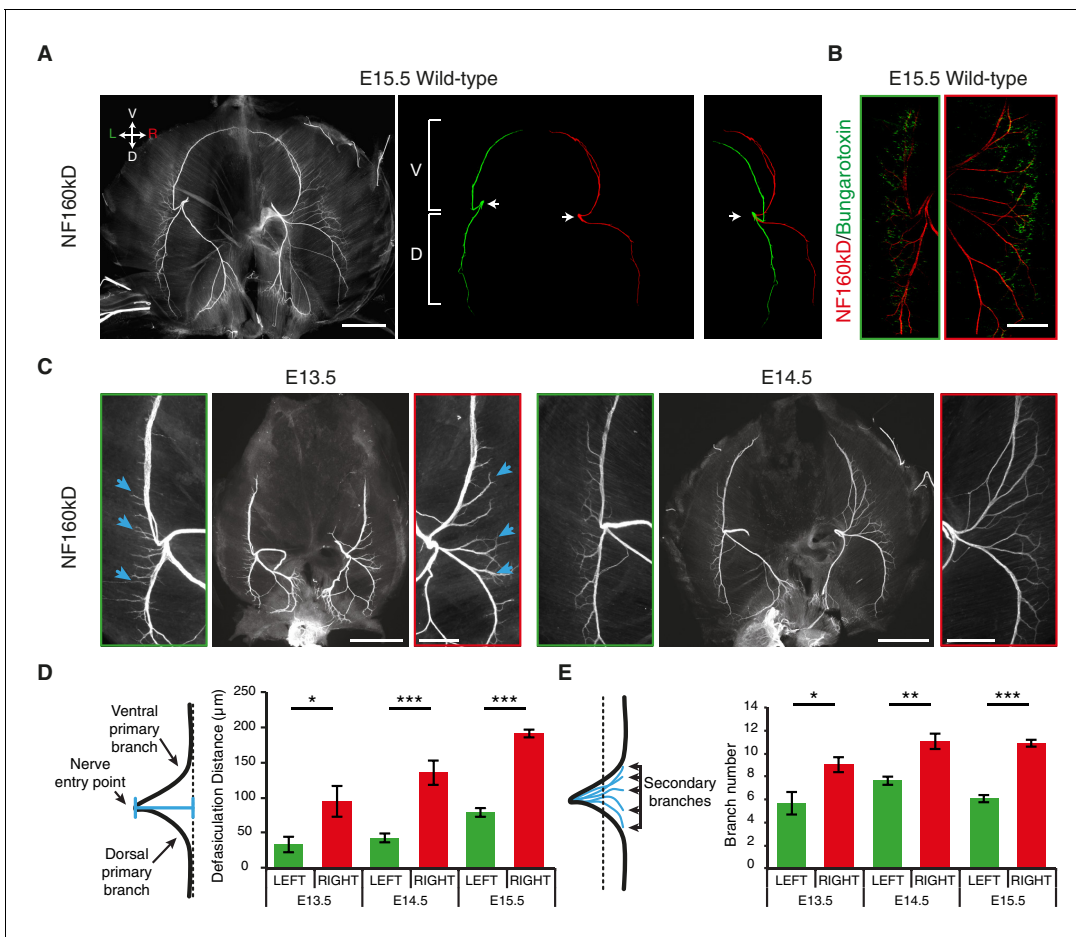 A
E15.5 Wild-type
NF160kD
V
L R
D
V
D
B
E15.5 Wild-type
NF160kD/Bungarotoxin
C
E13.5
E14.5
NF160kD
D
Ventral
primary
branch
Nerve
entry point
Dorsal
primary
branch
Defasiculation Distance (µm)
250
200
150
100
50
0
* *** ***
LEFT RIGHT LEFT RIGHT LEFT RIGHT
E13.5 E14.5 E15.5
E
Secondary
branches
Branch number
14
12
10
8
6
4
2
0
* ** ***
LEFT RIGHT LEFT RIGHT LEFT RIGHT
E13.5 E14.5 E15.5